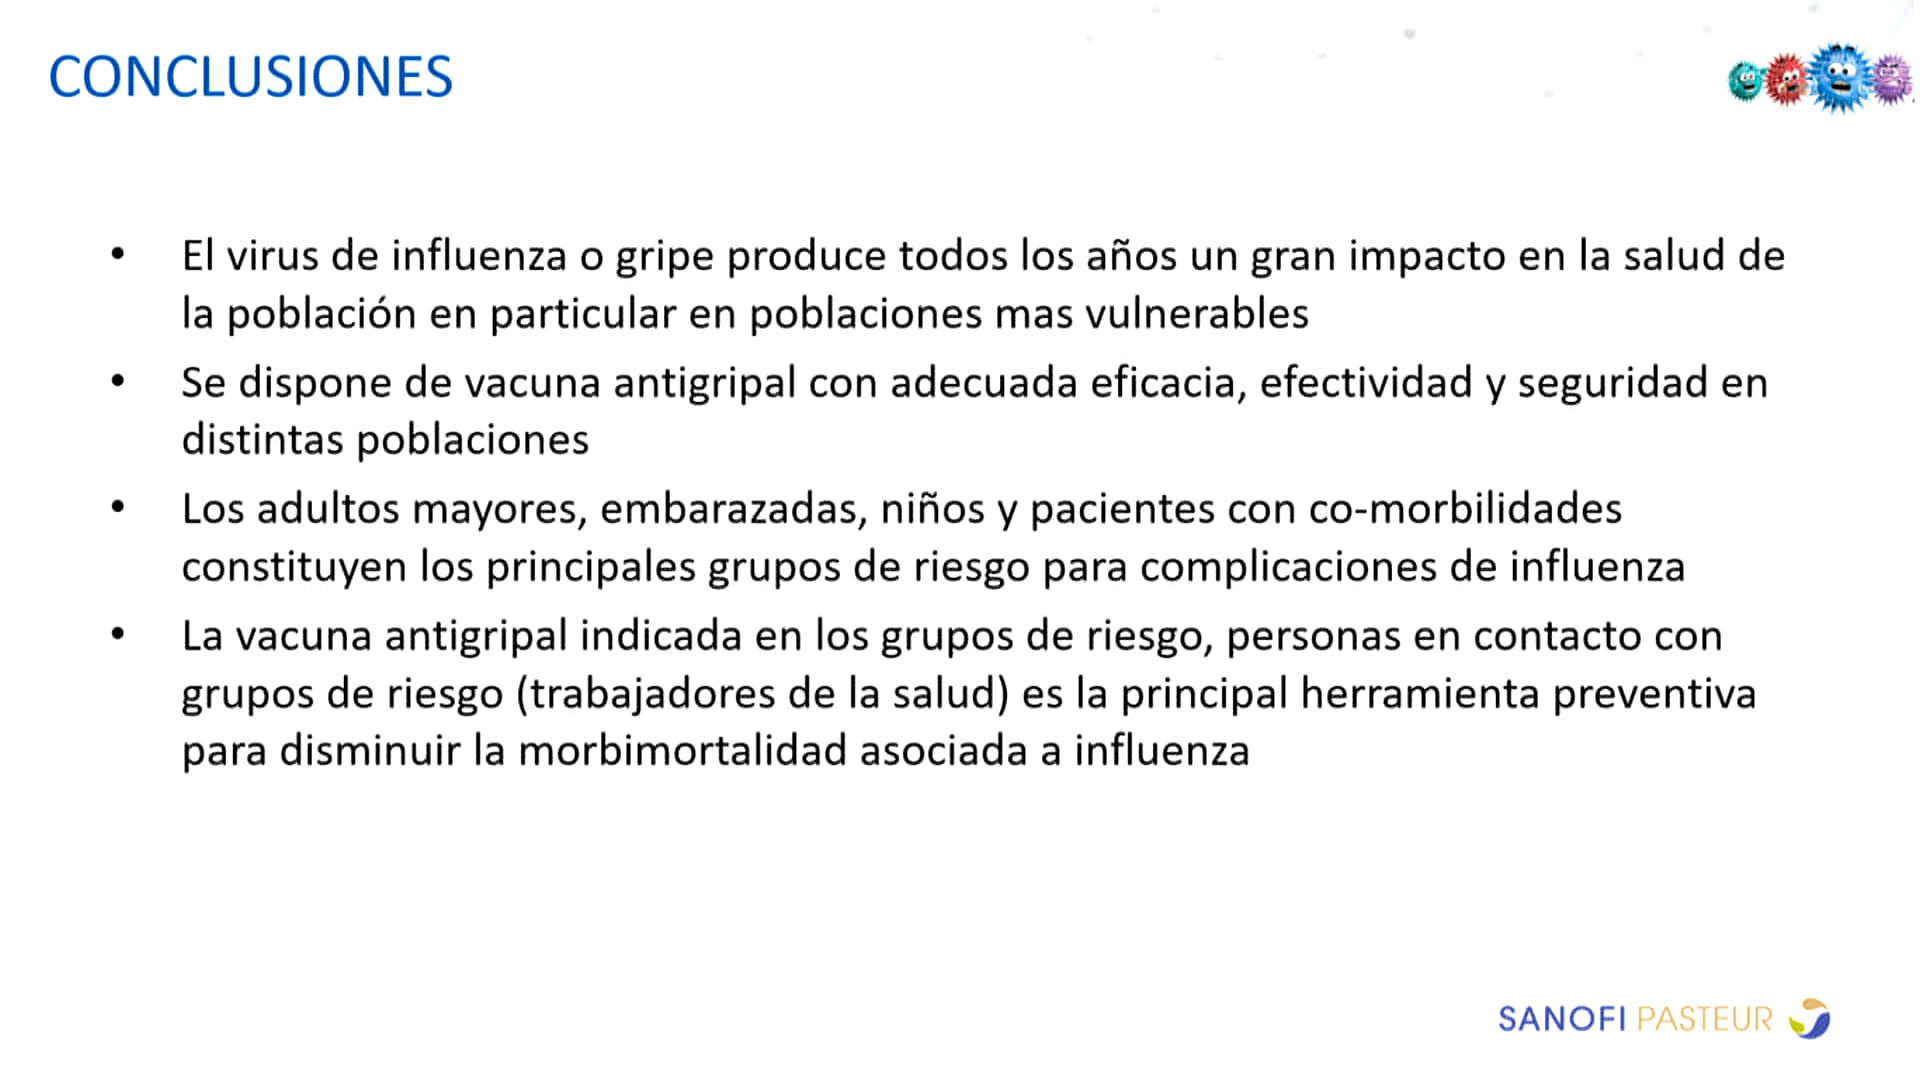 CONCLUSIONES
• El virus de influenza o gripe produce todos los años un gran impacto en la salud de
la población en particular en poblaciones mas vulnerables
• Se dispone de vacuna antigripal con adecuada eficacia, efectividad y seguridad en
distintas poblaciones
• Los adultos mayores, embarazadas, niños y pacientes con co-morbilidades
constituyen los principales grupos de riesgo para complicaciones de influenza
• La vacuna antigripal indicada en los grupos de riesgo, personas en contacto con
grupos de riesgo (trabajadores de la salud) es la principal herramienta preventiva
para disminuir la morbimortalidad asociada a influenza
SANOFI PASTEUR